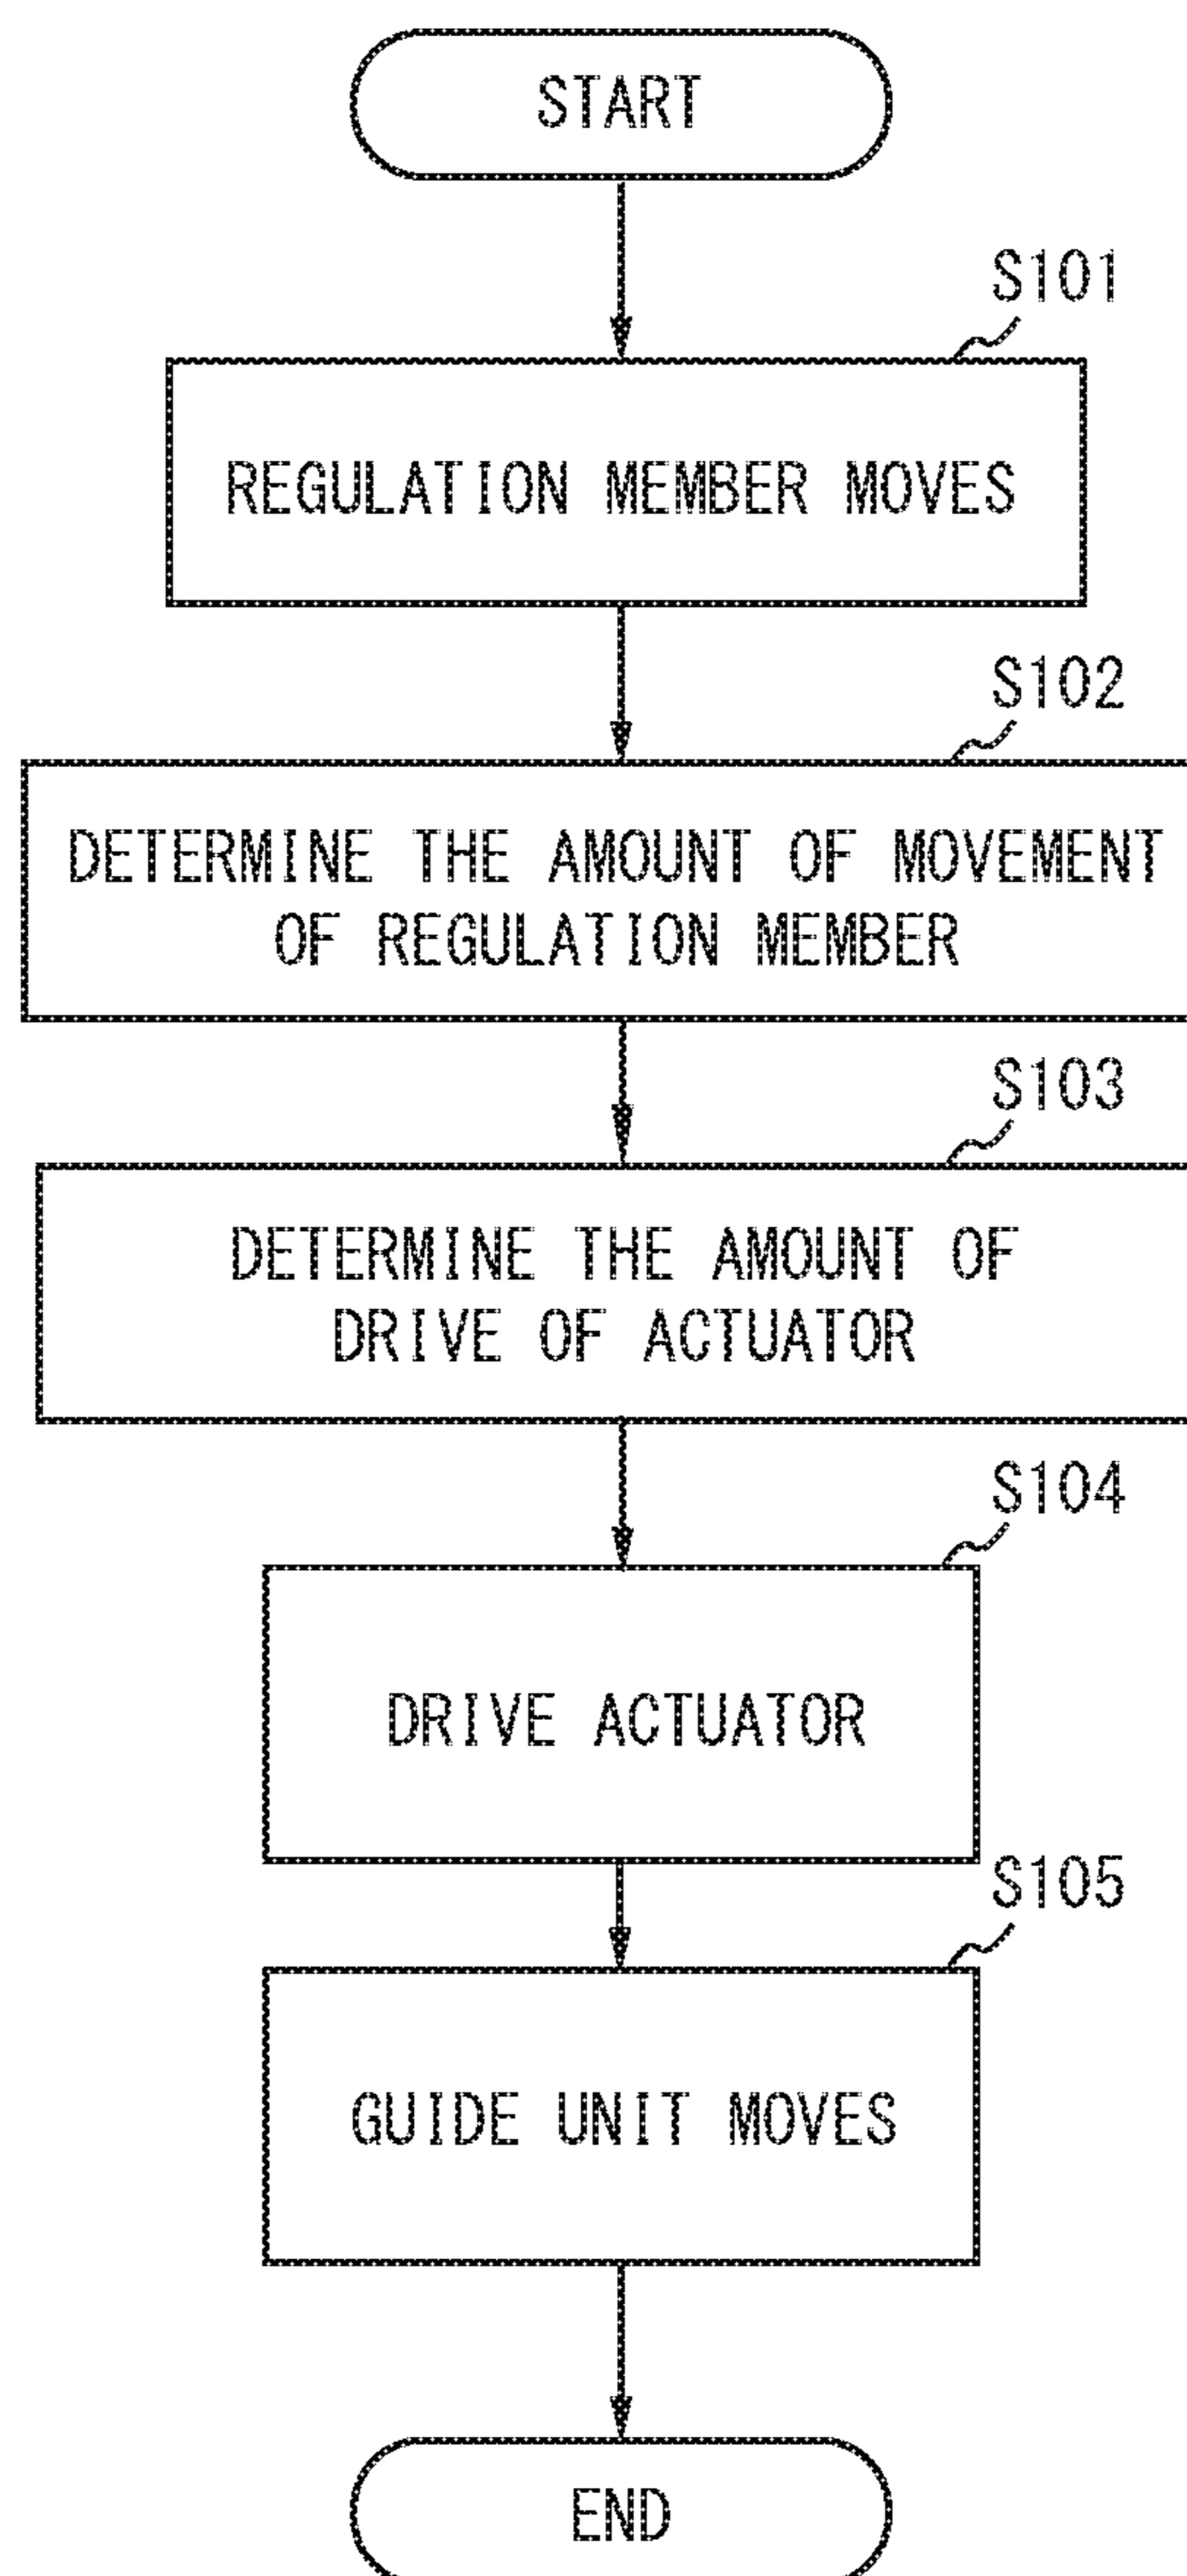 START
S101
REGULATION MEMBER MOVES
S102
DETERMINE THE AMOUNT OF MOVEMENT
OF REGULATION MEMBER
S103
DETERMINE THE AMOUNT OF
DRIVE OF ACTUATOR
S104
DRIVE ACTUATOR
S105
GUIDE UNIT MOVES
END